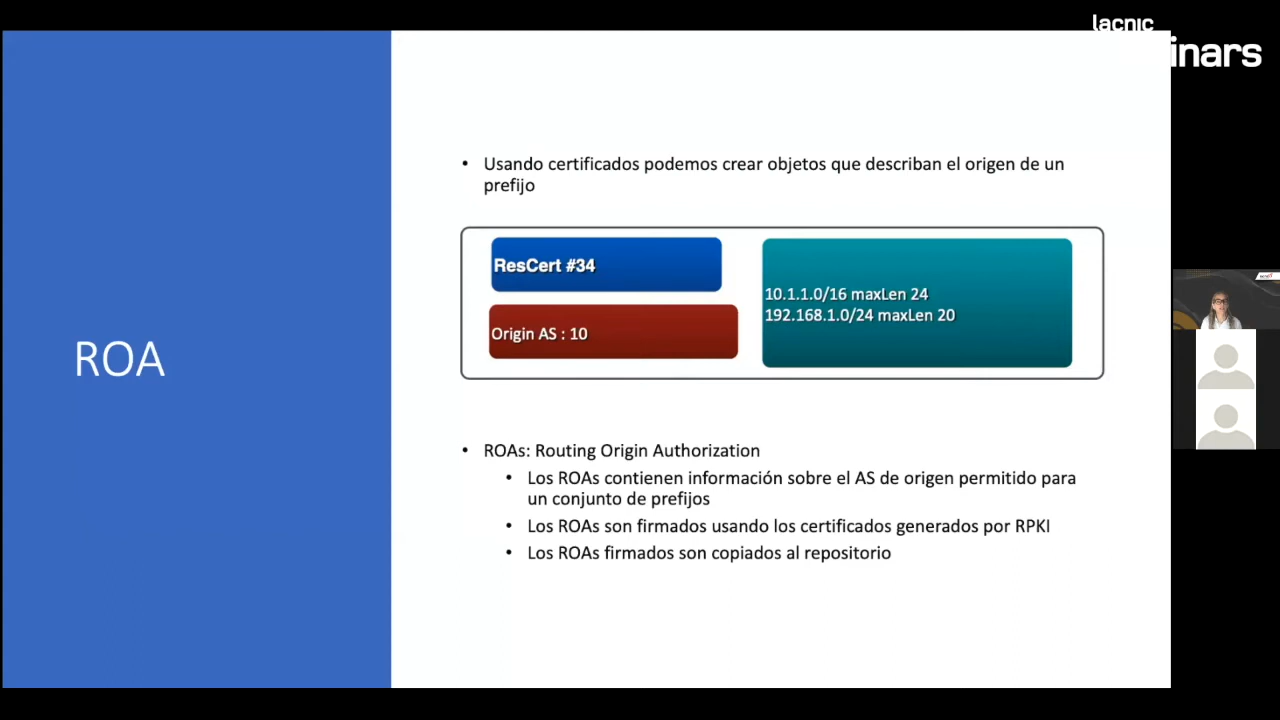 lacnic
inars
ROA
• Usando certificados podemos crear objetos que describan el origen de un
prefijo
ResCert #34
Origin AS : 10
10.1.1.0/16 maxLen 24
192.168.1.0/24 maxLen 20
• ROAs: Routing Origin Authorization
• Los ROAs contienen información sobre el AS de origen permitido para
un conjunto de prefijos
• Los ROAs son firmados usando los certificados generados por RPKI
• Los ROAs firmados son copiados al repositorio